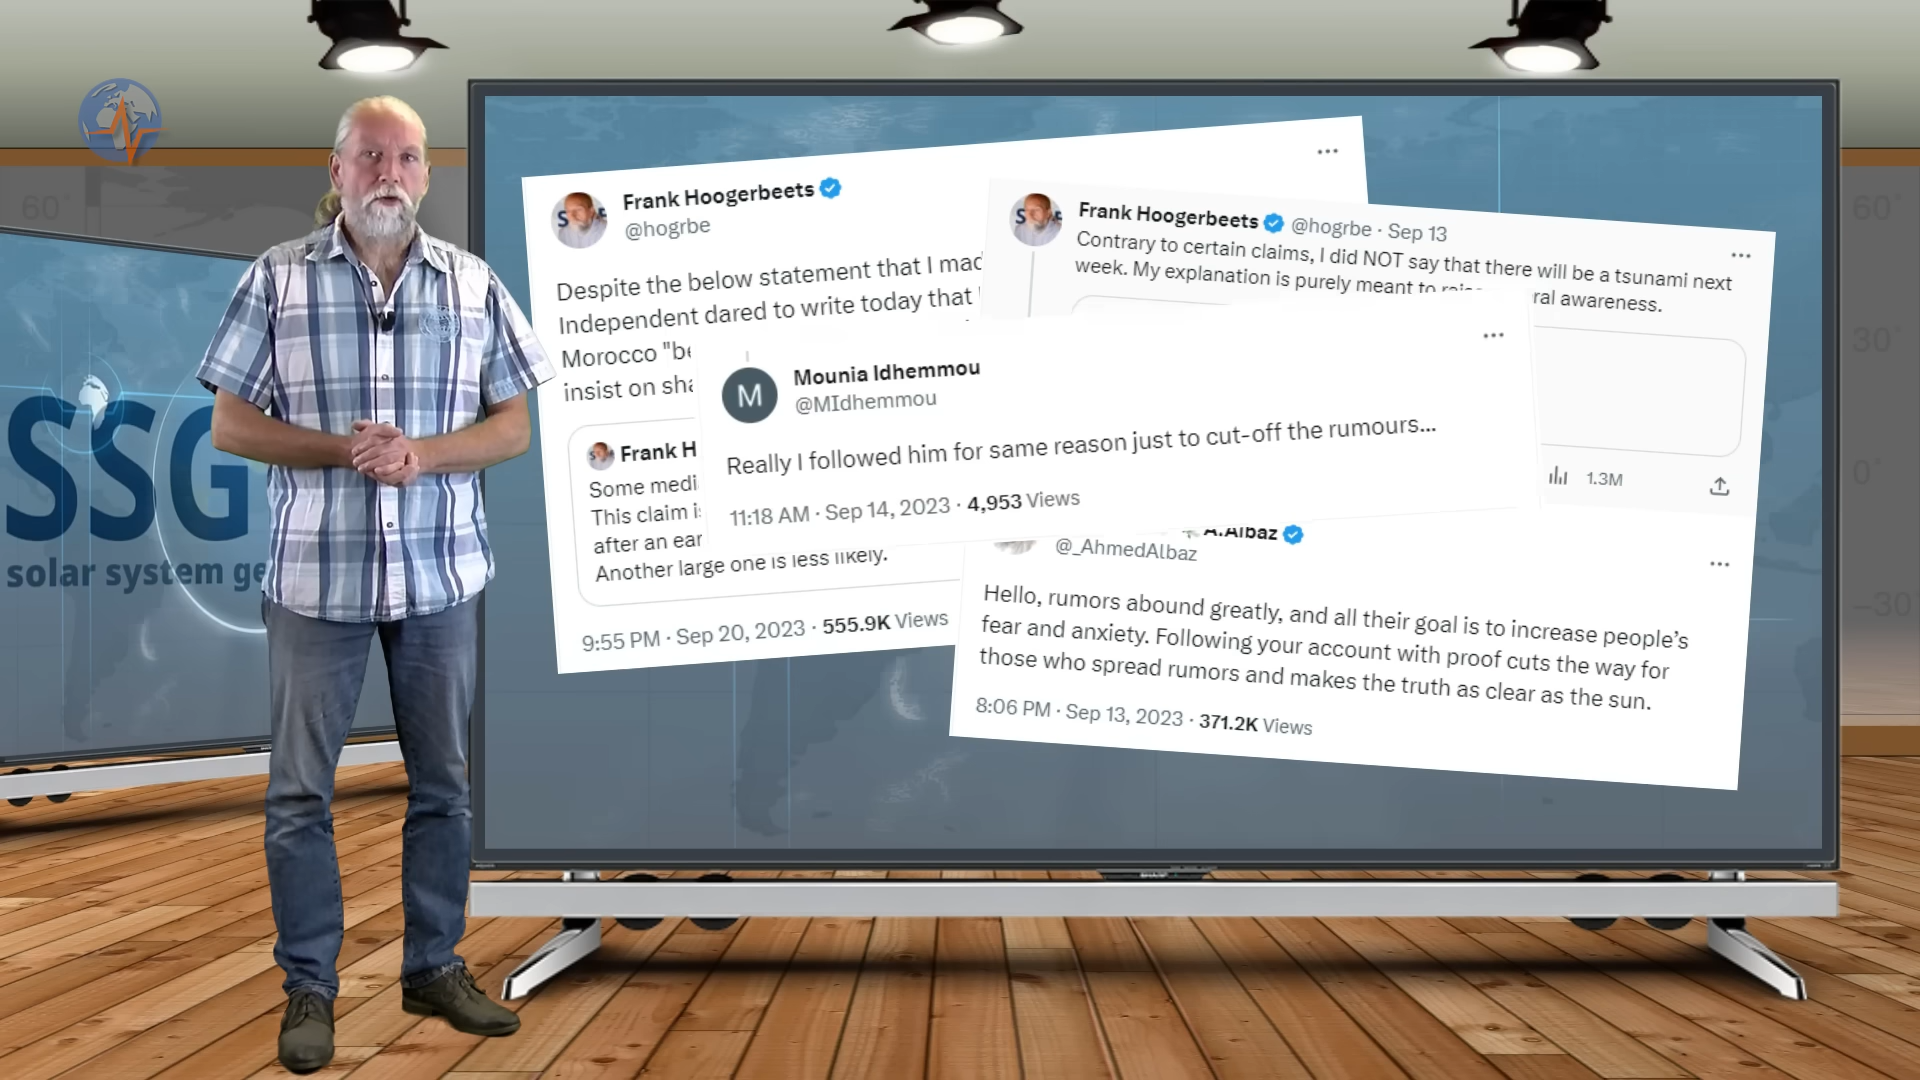 Frank Hoogerbeets
@hogrbe
Despite the below statement that I
Independent dared to write today that
Morocco
insist on
Frank
Some
This claim
after an
Another large one is less likely.
9:55 PM · Sep 20, 2023 · 555.9K Views
Frank Hoogerbeets @hogrbe · Sep 13
Contrary to certain claims, I did NOT say that there will be a tsunami next
week. My explanation is purely meant to awareness.
1.3M
M
Mounia Idhemmou
@MIdhemmou
Really I followed him for same reason just to cut-off the rumours...
11:18 AM · Sep 14, 2023 · 4,953 Views
A.Albaz
@_AhmedAlbaz
Hello, rumors abound greatly, and all their goal is to increase people's
fear and anxiety. Following your account with proof cuts the way for
those who spread rumors and makes the truth as clear as the sun.
8:06 PM · Sep 13, 2023 · 371.2K Views
SSG
solar system
60°
60°
30°
0°
-30°